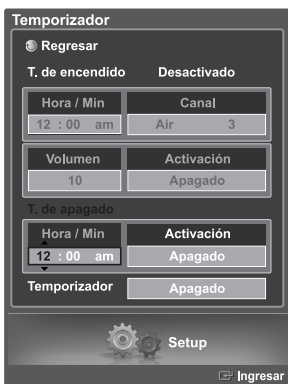 Temporizador
Regresar
T. de encendido Desactivado
Hora / Min Canal
12 : 00 am Air 3
Volumen Activación
10 Apagado
T. de apagado
Hora / Min Activación
12 : 00 am Apagado
Temporizador Apagado
Setup
Ingresar